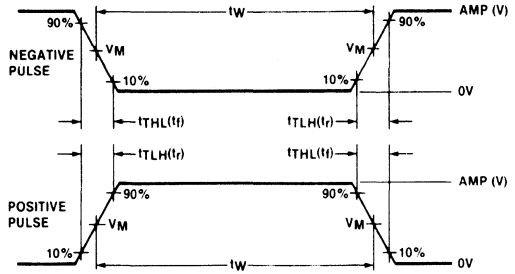 90% tW 90% AMP (V)
NEGATIVE
PULSE
VM VM
10% 10%
0V
tTHL(tf) tTLH(tr)
tTLH(tr) tTHL(tf)
AMP (V)
90% 90%
POSITIVE
PULSE
VM VM
10% tW 10% 0V